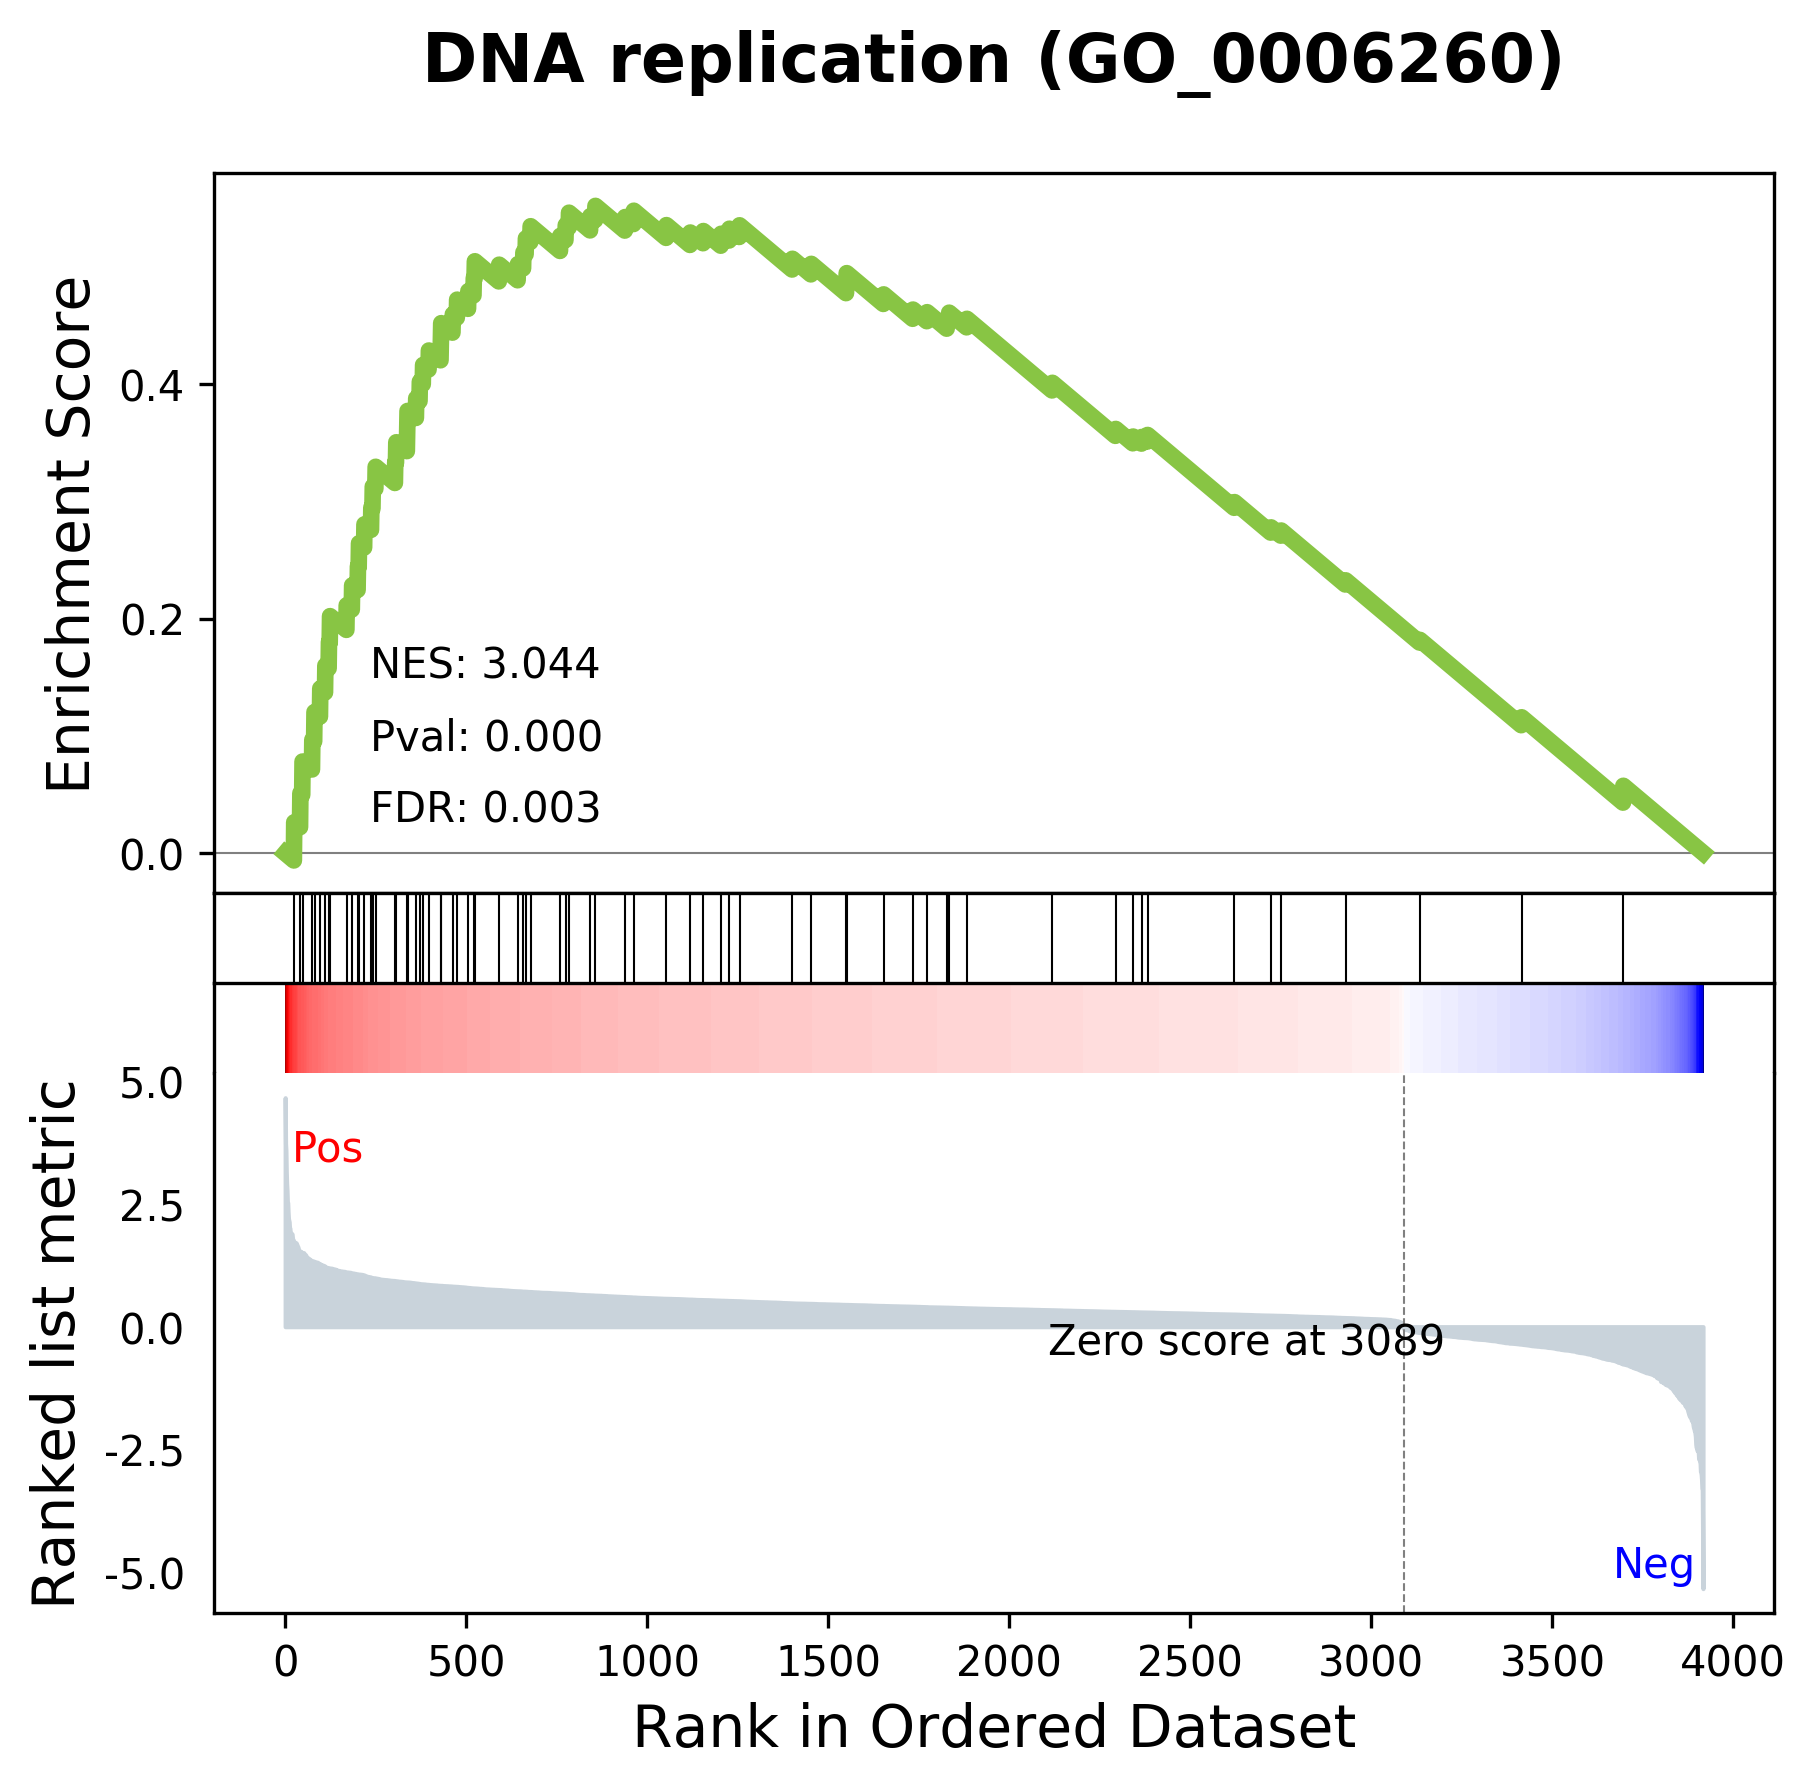 DNA replication (GO_0006260)
Enrichment Score
0.4
0.2
0.0
NES: 3.044
Pval: 0.000
FDR: 0.003
Ranked list metric
5.0
2.5
0.0
-2.5
-5.0
Pos
Zero score at 3089
Neg
0 500 1000 1500 2000 2500 3000 3500 4000
Rank in Ordered Dataset